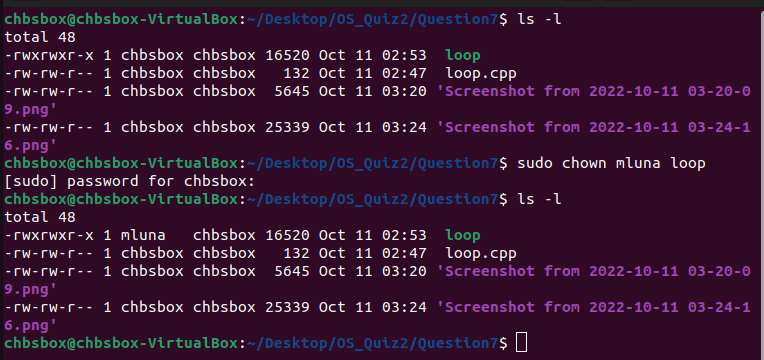 chbsbox@chbsbox-VirtualBox:~/Desktop/OS_Quiz2/Question7$ ls -l
total 48
-rwxrwxr-x 1 chbsbox chbsbox 16520 Oct 11 02:53  loop
-rw-rw-r-- 1 chbsbox chbsbox   132 Oct 11 02:47  loop.cpp
-rw-rw-r-- 1 chbsbox chbsbox  5645 Oct 11 03:20 'Screenshot from 2022-10-11 03-20-0
9.png'
-rw-rw-r-- 1 chbsbox chbsbox 25339 Oct 11 03:24 'Screenshot from 2022-10-11 03-24-1
6.png'
chbsbox@chbsbox-VirtualBox:~/Desktop/OS_Quiz2/Question7$ sudo chown mluna loop
[sudo] password for chbsbox:
chbsbox@chbsbox-VirtualBox:~/Desktop/OS_Quiz2/Question7$ ls -l
total 48
-rwxrwxr-x 1 mluna   chbsbox 16520 Oct 11 02:53  loop
-rw-rw-r-- 1 chbsbox chbsbox   132 Oct 11 02:47  loop.cpp
-rw-rw-r-- 1 chbsbox chbsbox  5645 Oct 11 03:20 'Screenshot from 2022-10-11 03-20-0
9.png'
-rw-rw-r-- 1 chbsbox chbsbox 25339 Oct 11 03:24 'Screenshot from 2022-10-11 03-24-1
6.png'
chbsbox@chbsbox-VirtualBox:~/Desktop/OS_Quiz2/Question7$